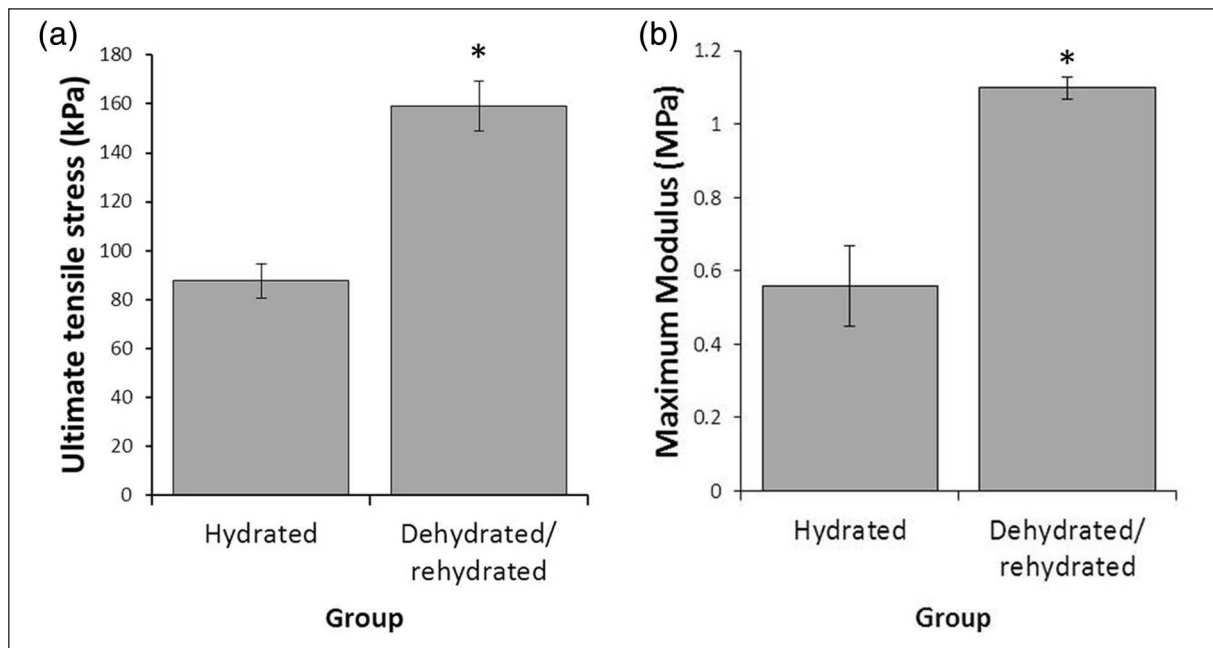 (a)
Ultimate tensile stress (kPa)
180
160
140
120
100
80
60
40
20
0
*
Hydrated
Dehydrated/
rehydrated
Group
(b)
Maximum Modulus (MPa)
1.2
1
0.8
0.6
0.4
0.2
0
*
Hydrated
Dehydrated/
rehydrated
Group